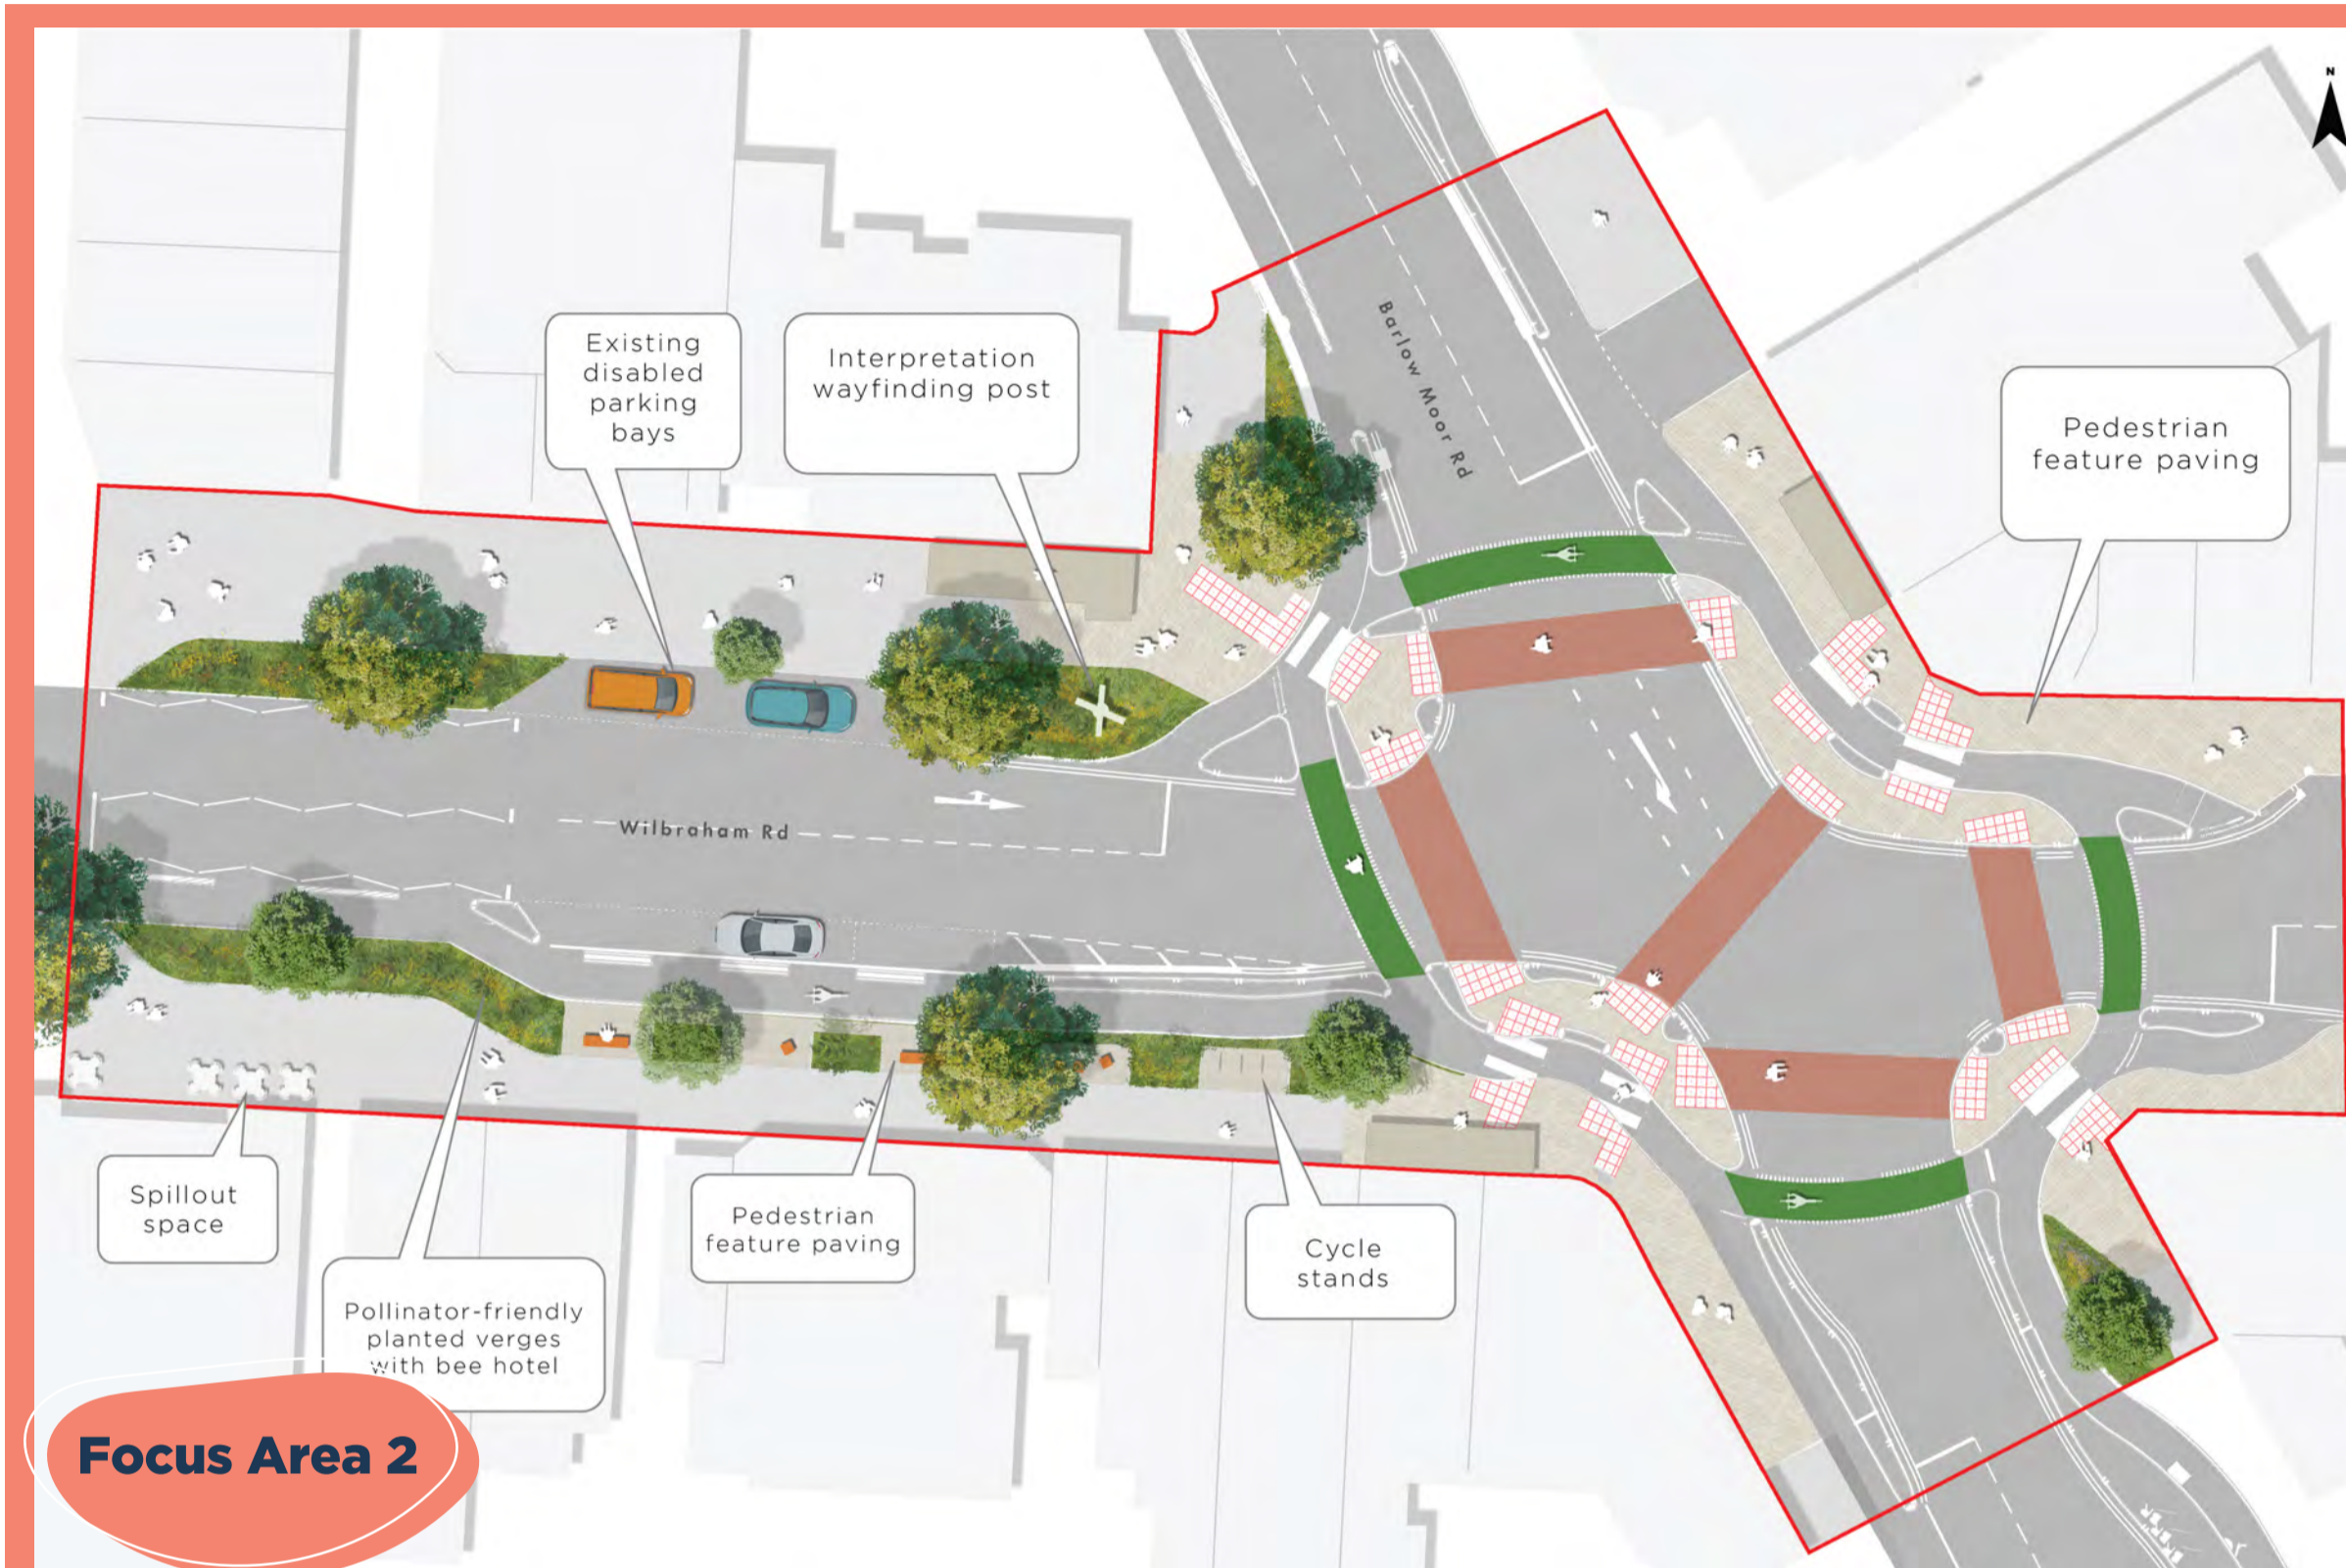 N
Barlow Moor Rd
Existing
disabled
parking
bays
Interpretation
wayfinding post
Pedestrian
feature paving
Wilbraham Rd
Spillout
space
Pollinator-friendly
planted verges
with bee hotel
Pedestrian
feature paving
Cycle
stands
Focus Area 2